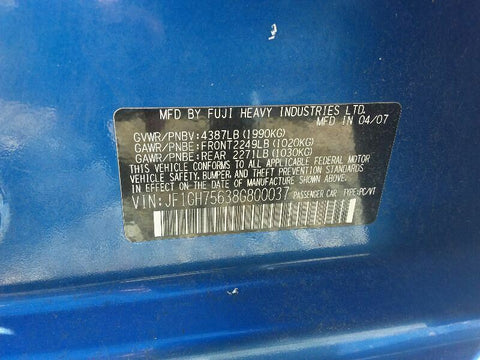 MFD BY FUJI HEAVY INDUSTRIES LTD.
MFD IN 04/07
GVWR/PNBV:4387LB(1990KG)
GAWR/PNBE:FRONT2249LB(1020KG)
GAWR/PNBE:REAR 2271LB(1030KG)
THIS VEHICLE CONFORMS TO ALL APPLICABLE FEDERAL MOTOR
VEHICLE SAFETY, BUMPER, AND THEFT PREVENTION STANDARDS
IN EFFECT ON THE DATE OF MANUFACTURE SHOWN ABOVE.
VIN:JF1GH75638G800037 PASSENGER CAR TYPE:PC/VT